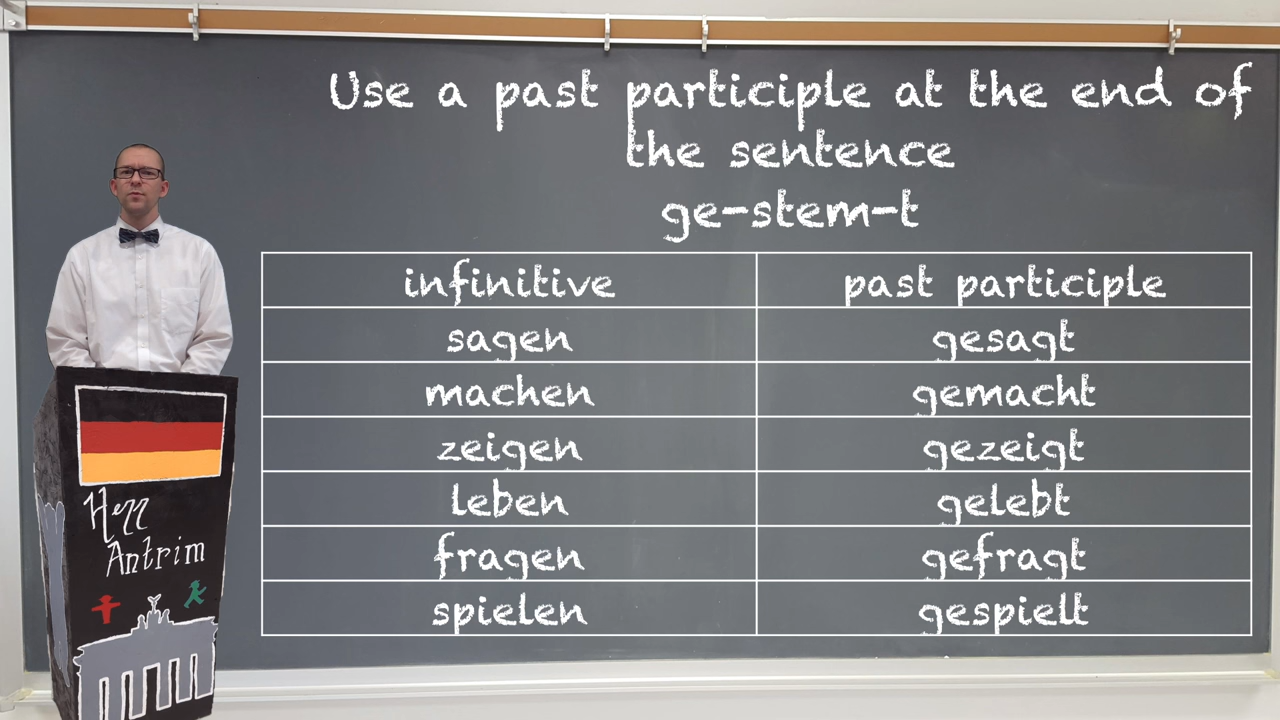 Use a past participle at the end of
the sentence
ge-stem-t
infinitive past participle
sagen gesagt
machen gemacht
zeigen gezeigt
leben gelebt
fragen gefragt
spielen gespielt
Herr
Antrim